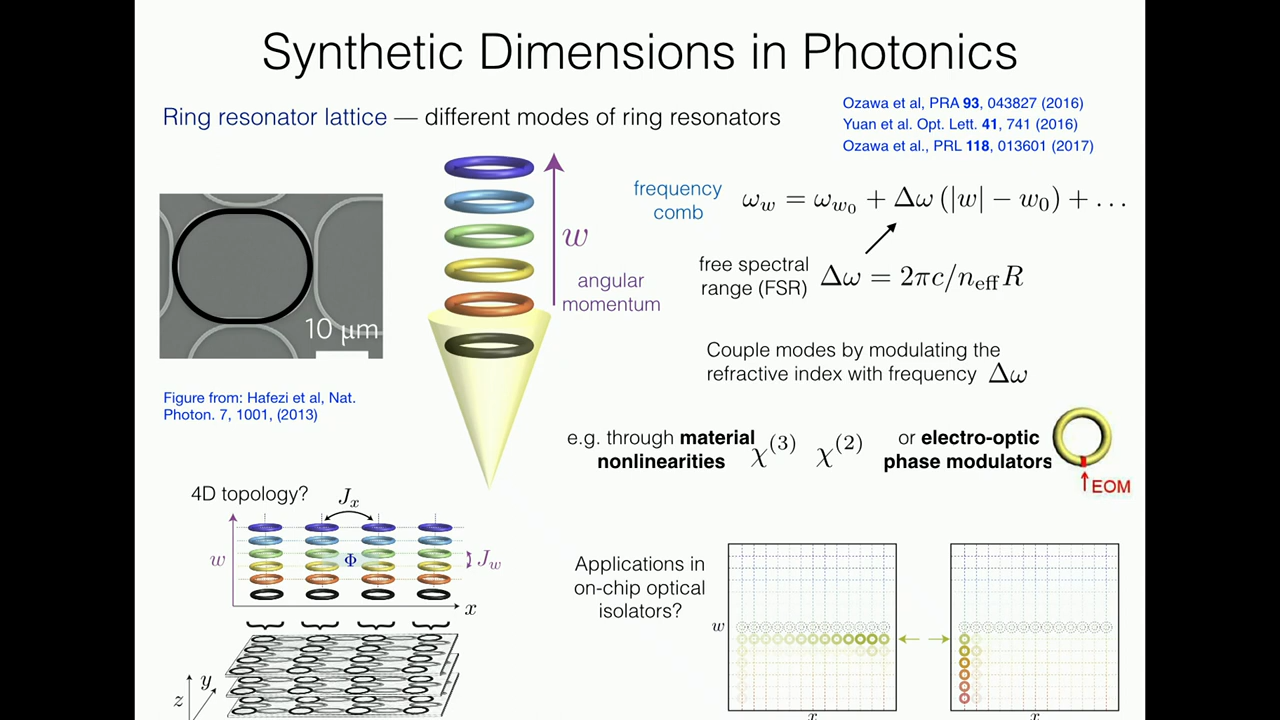 Synthetic Dimensions in Photonics
Ring resonator lattice — different modes of ring resonators
Ozawa et al, PRA 93, 043827 (2016)
Yuan et al. Opt. Lett. 41, 741 (2016)
Ozawa et al., PRL 118, 013601 (2017)
10 μm
Figure from: Hafezi et al, Nat.
Photon. 7, 1001, (2013)
w
angular
momentum
frequency
comb
ω_w = ω_{w_0} + Δω (|w| − w_0) + ...
free spectral
range (FSR)
Δω = 2πc/n_eff R
Couple modes by modulating the
refractive index with frequency Δω
e.g. through material
nonlinearities χ^(3) χ^(2)
or electro-optic
phase modulators
EOM
4D topology?
J_x
w
Φ
J_w
x
y
z
Applications in
on-chip optical
isolators?
w
x
x